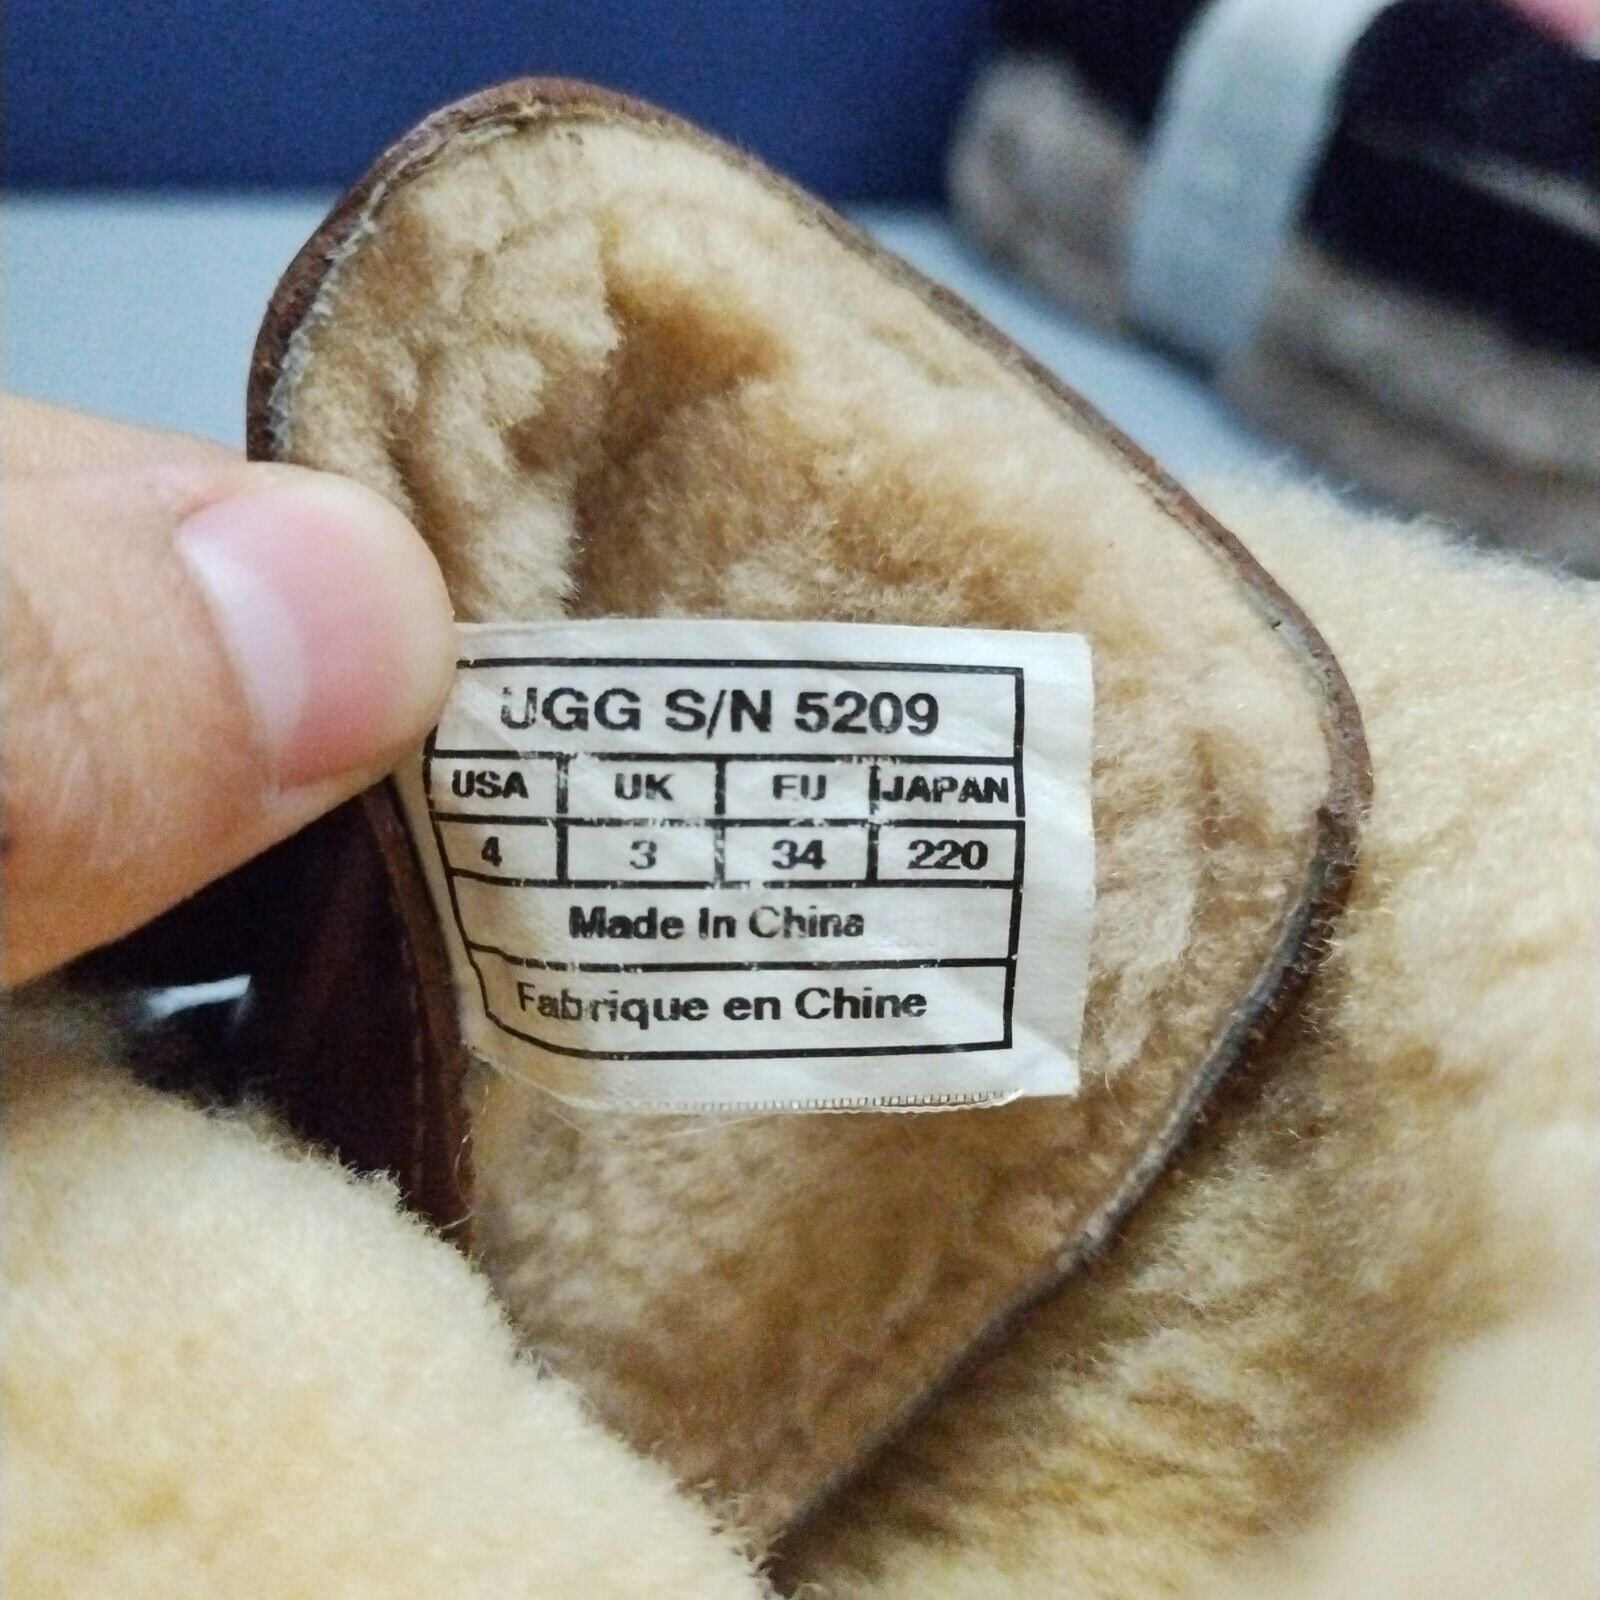 UGG S/N 5209
USA UK EU JAPAN
4 3 34 220
Made In China
Fabrique en Chine